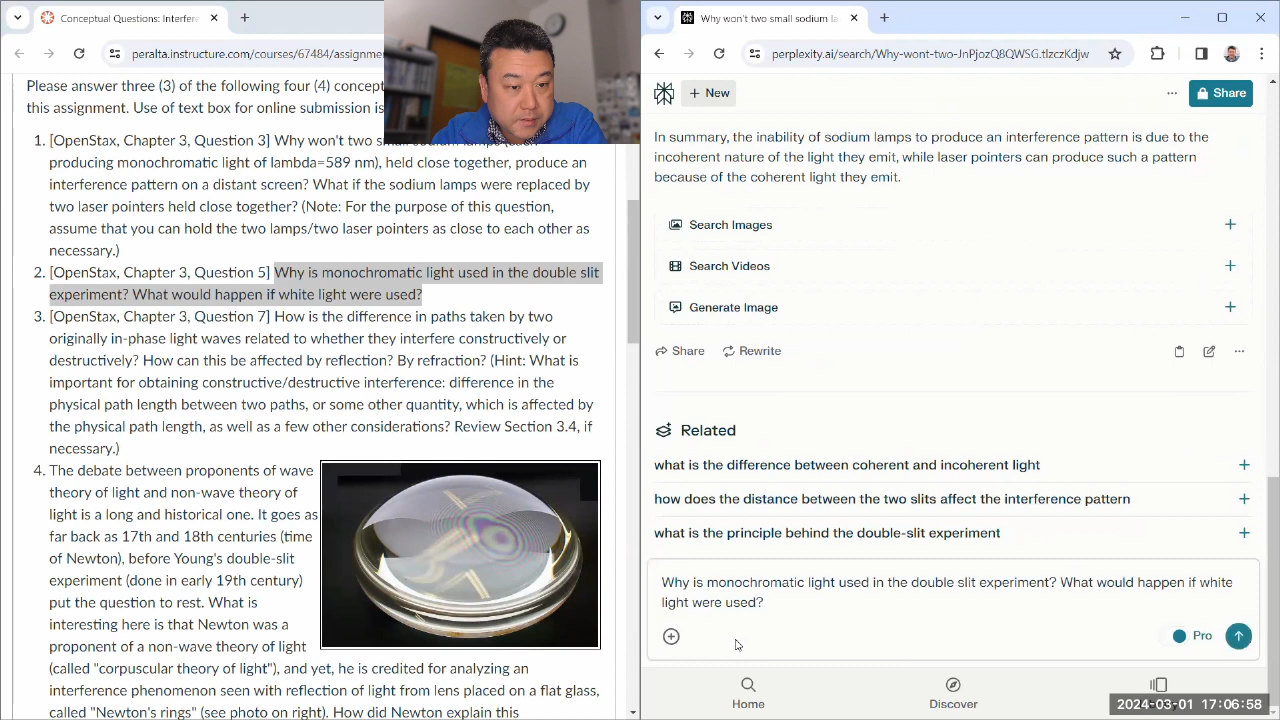 Conceptual Questions: Interfere
peralta.instructure.com/courses/67484/assignme
Please answer three (3) of the following four (4) concept
this assignment. Use of text box for online submission is
1. [OpenStax, Chapter 3, Question 3] Why won't two small sodium lamps (each
producing monochromatic light of lambda=589 nm), held close together, produce an
interference pattern on a distant screen? What if the sodium lamps were replaced by
two laser pointers held close together? (Note: For the purpose of this question,
assume that you can hold the two lamps/two laser pointers as close to each other as
necessary.)
2. [OpenStax, Chapter 3, Question 5] Why is monochromatic light used in the double slit
experiment? What would happen if white light were used?
3. [OpenStax, Chapter 3, Question 7] How is the difference in paths taken by two
originally in-phase light waves related to whether they interfere constructively or
destructively? How can this be affected by reflection? By refraction? (Hint: What is
important for obtaining constructive/destructive interference: difference in the
physical path length between two paths, or some other quantity, which is affected by
the physical path length, as well as a few other considerations? Review Section 3.4, if
necessary.)
4. The debate between proponents of wave
theory of light and non-wave theory of
light is a long and historical one. It goes as
far back as 17th and 18th centuries (time
of Newton), before Young's double-slit
experiment (done in early 19th century)
put the question to rest. What is
interesting here is that Newton was a
proponent of a non-wave theory of light
(called "corpuscular theory of light"), and yet, he is credited for analyzing an
interference phenomenon seen with reflection of light from lens placed on a flat glass,
called "Newton's rings" (see photo on right). How did Newton explain this
Why won't two small sodium la
perplexity.ai/search/Why-wont-two-JnPjozQ8QWSG.tlzczKdjw
New
Share
In summary, the inability of sodium lamps to produce an interference pattern is due to the
incoherent nature of the light they emit, while laser pointers can produce such a pattern
because of the coherent light they emit.
Search Images
Search Videos
Generate Image
Share Rewrite
Related
what is the difference between coherent and incoherent light
how does the distance between the two slits affect the interference pattern
what is the principle behind the double-slit experiment
Why is monochromatic light used in the double slit experiment? What would happen if white
light were used?
Pro
Home Discover
2024-03-01 17:06:58